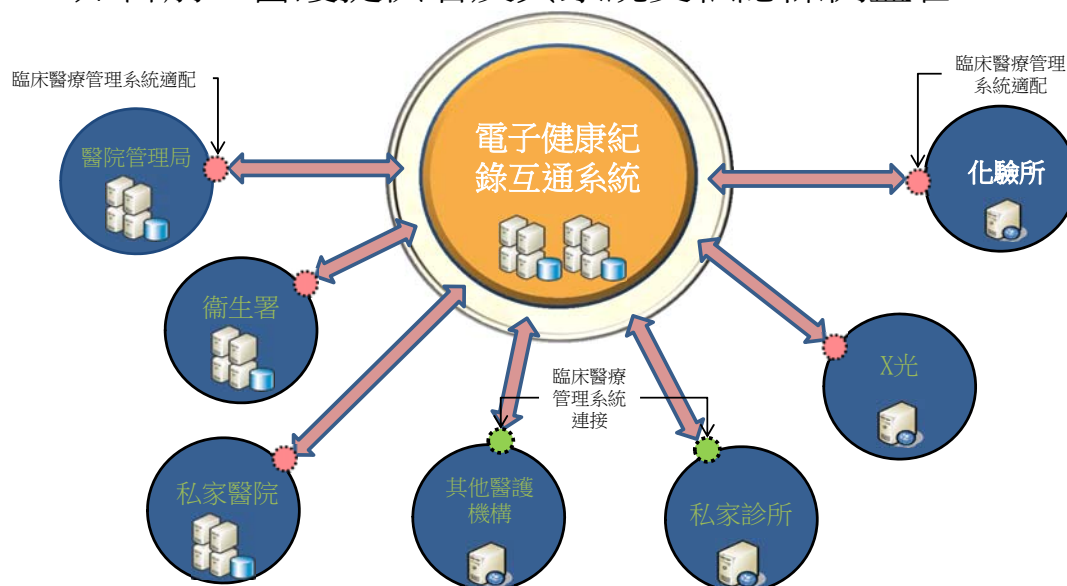 臨床醫療管理系統適配
臨床醫療管理
系統適配
電子健康紀
錄互通系統
醫院管理局
化驗所
衞生署
X光
臨床醫療
管理系統
連接
私家醫院
其他醫護
機構
私家診所